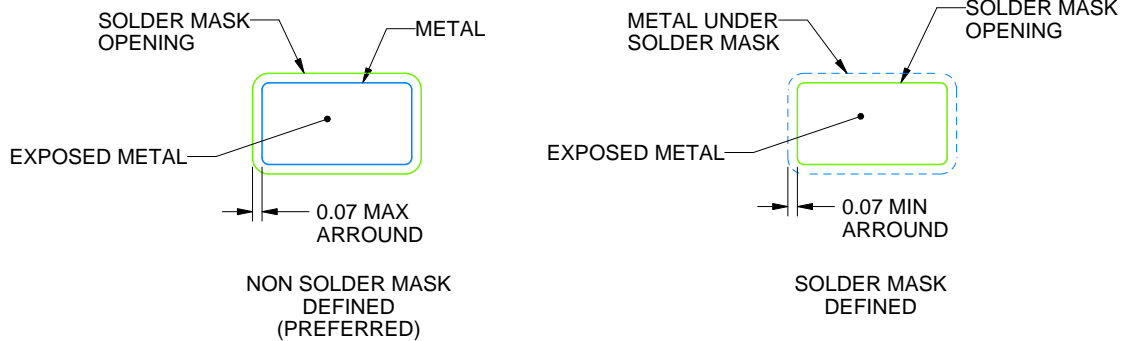 SOLDER MASK
OPENING
METAL
EXPOSED METAL
0.07 MAX
ARROUND
NON SOLDER MASK
DEFINED
(PREFERRED)
METAL UNDER
SOLDER MASK
SOLDER MASK
OPENING
EXPOSED METAL
0.07 MIN
ARROUND
SOLDER MASK
DEFINED